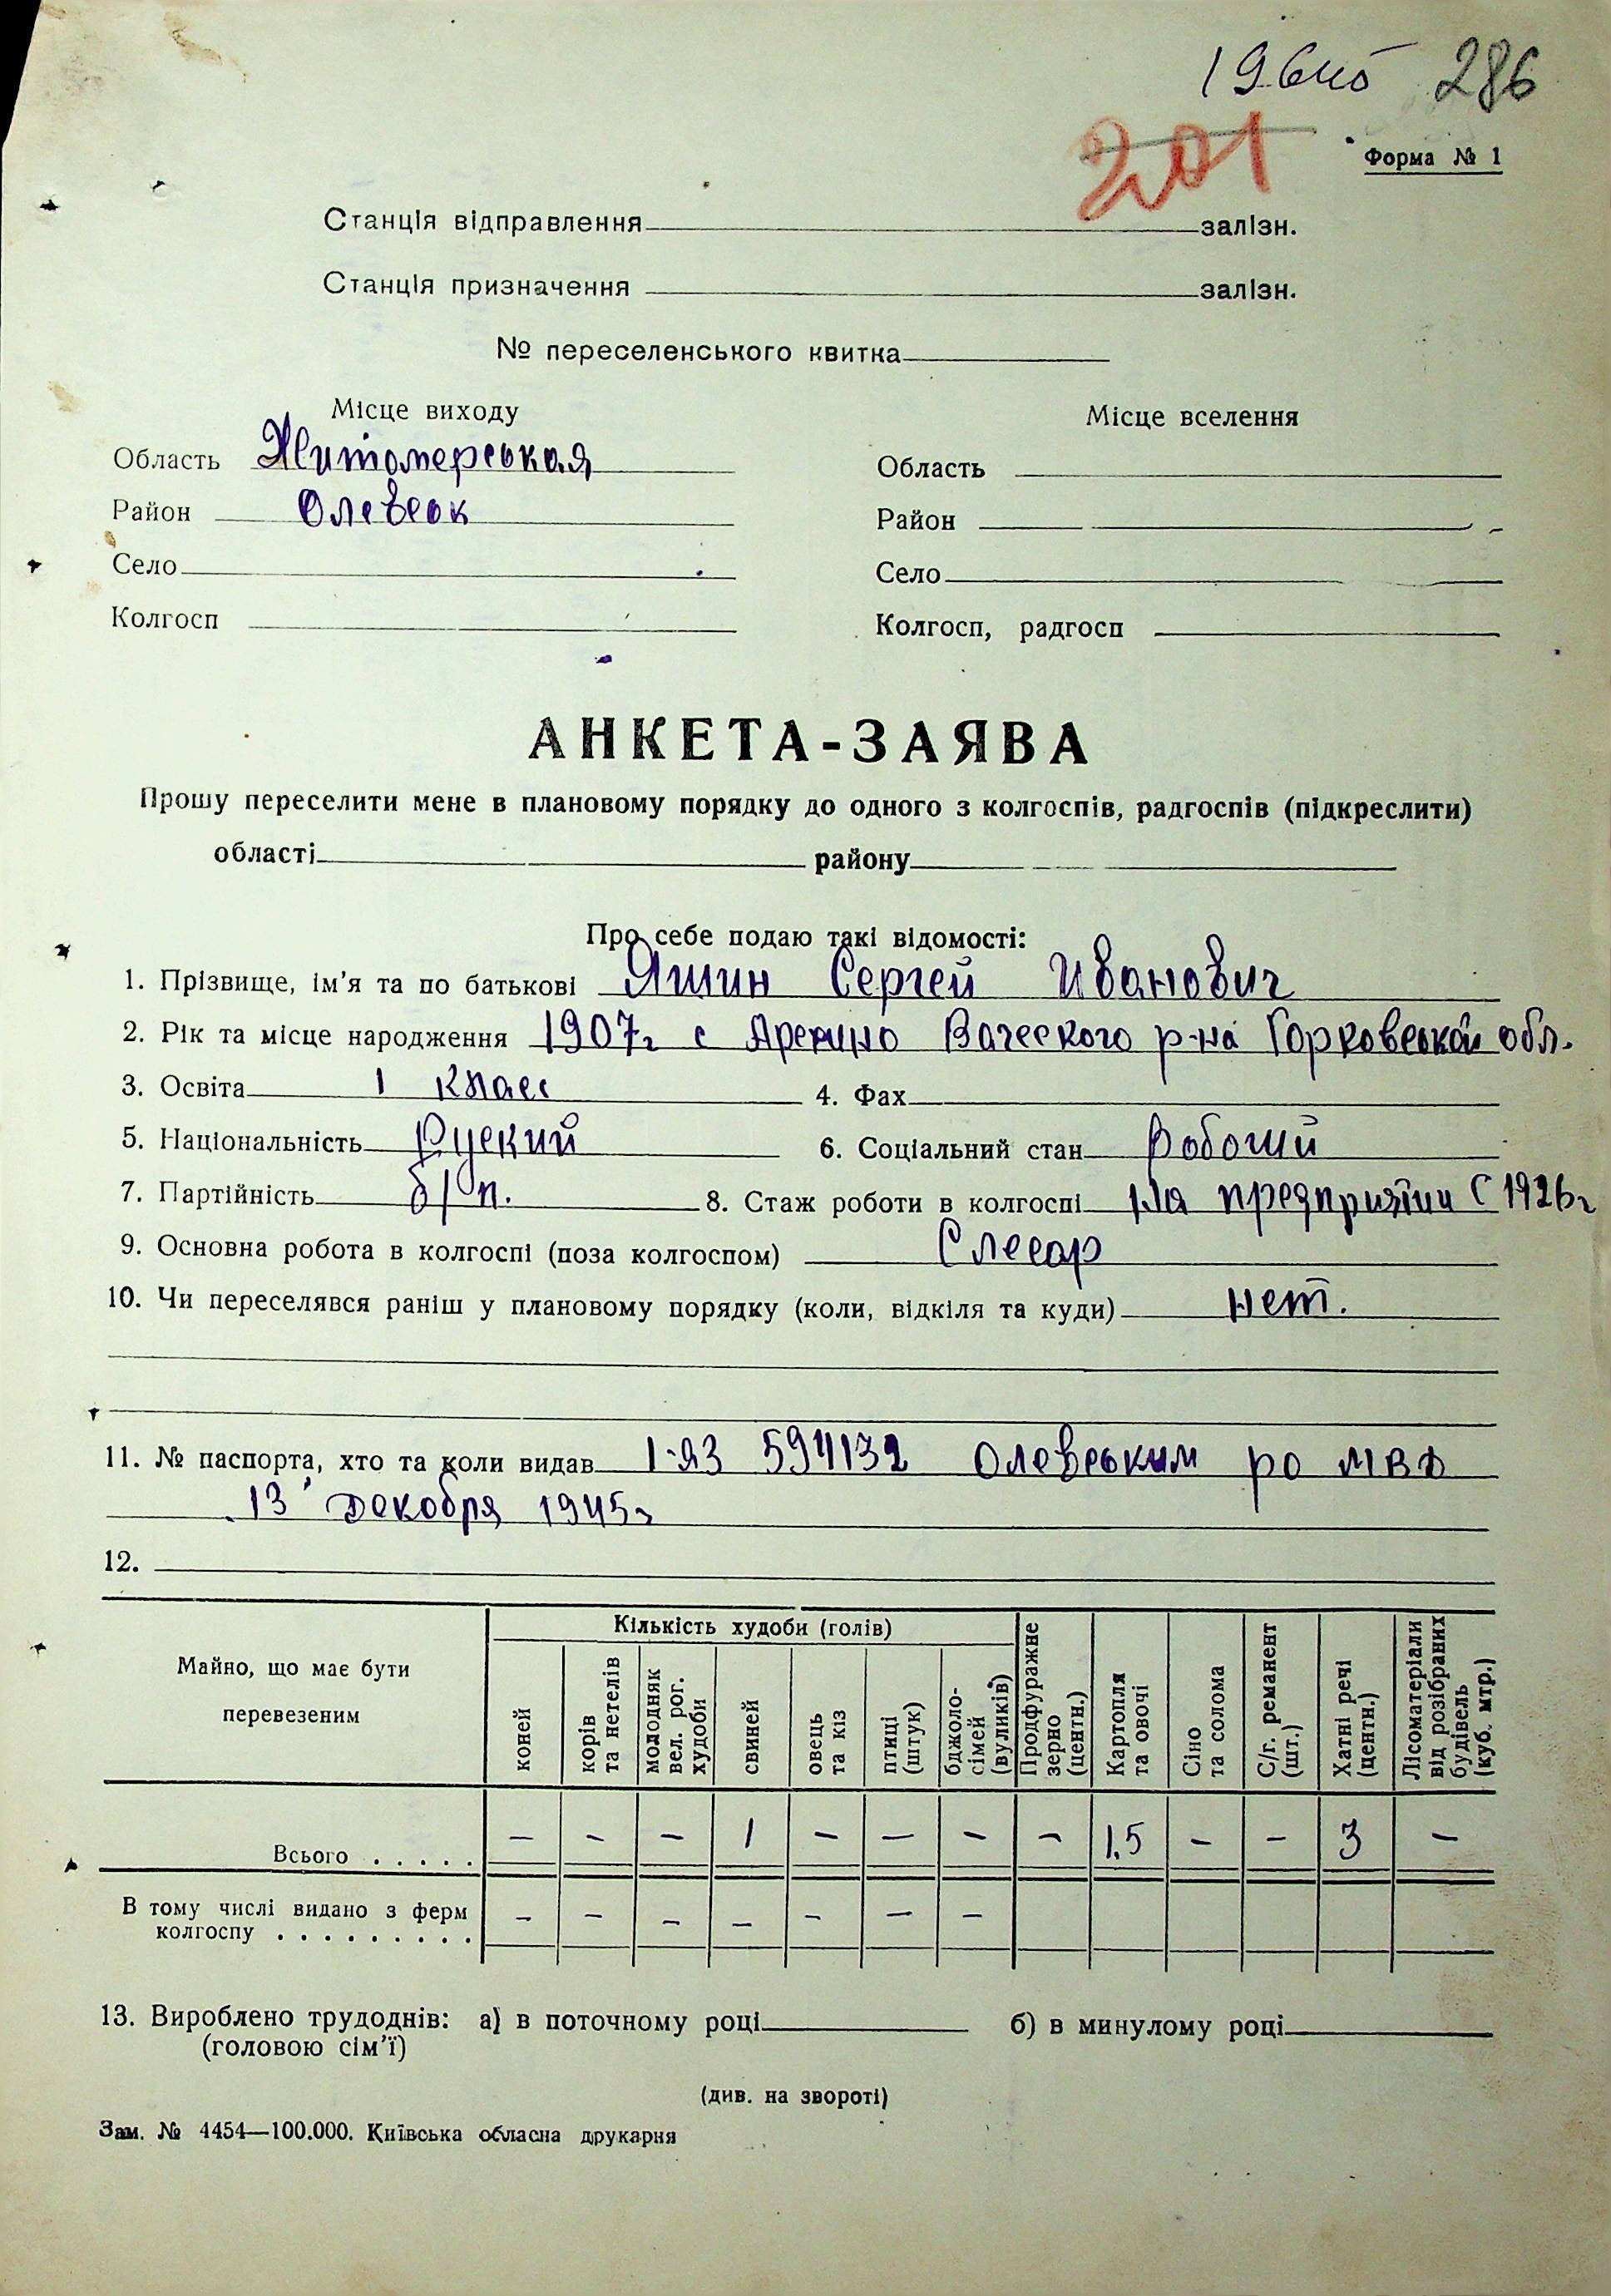 286
201
Форма № 1
Станція відправлення залізн.
Станція призначення залізн.
№ переселенського квитка
Місце виходу Місце вселення
Область Житомерськая Область
Район Олевськ Район
Село Село
Колгосп Колгосп, радгосп
АНКЕТА-ЗАЯВА
Прошу переселити мене в плановому порядку до одного з колгоспів, радгоспів (підкреслити)
області району
Про себе подаю такі відомості:
1. Прізвище, ім'я та по батькові Яшин Сергей Иванович
2. Рік та місце народження 1907г с Ваческого р-на Горковской обл.
3. Освіта 1 класс 4. Фах
5. Національність Руский 6. Соціальний стан Робочий
7. Партійність б/п. 8. Стаж роботи в колгоспі На предприятии с 1926г
9. Основна робота в колгоспі (поза колгоспом) Слесар
10. Чи переселявся раніш у плановому порядку (коли, відкіля та куди) нет.
11. № паспорта, хто та коли видав 1-ЯЗ 594132 Олевським ро МВД
13 декобря 1945г
12.
Майно, що має бути перевезеним
Кількість худоби (голів)
коней
корів та нетелів
молодняк вел. рог. худоби
свиней
овець та кіз
птиці (штук)
бджоло-сімей (вуликів)
Продфуражне зерно (центн.)
Картопля та овочі
Сіно та солома
С/г. реманент (шт.)
Хатні речі (центн.)
Лісоматеріали від розібраних будівель (куб. мтр.)
Всього . . . . . — - — 1 — — - - 1.5 - - 3 —
В тому числі видано з ферм — — — — — — —
колгоспу . . . . . . . . .
13. Вироблено трудоднів: а) в поточному році б) в минулому році
(головою сім'ї)
(див. на звороті)
Зам. № 4454—100.000. Київська обласна друкарня